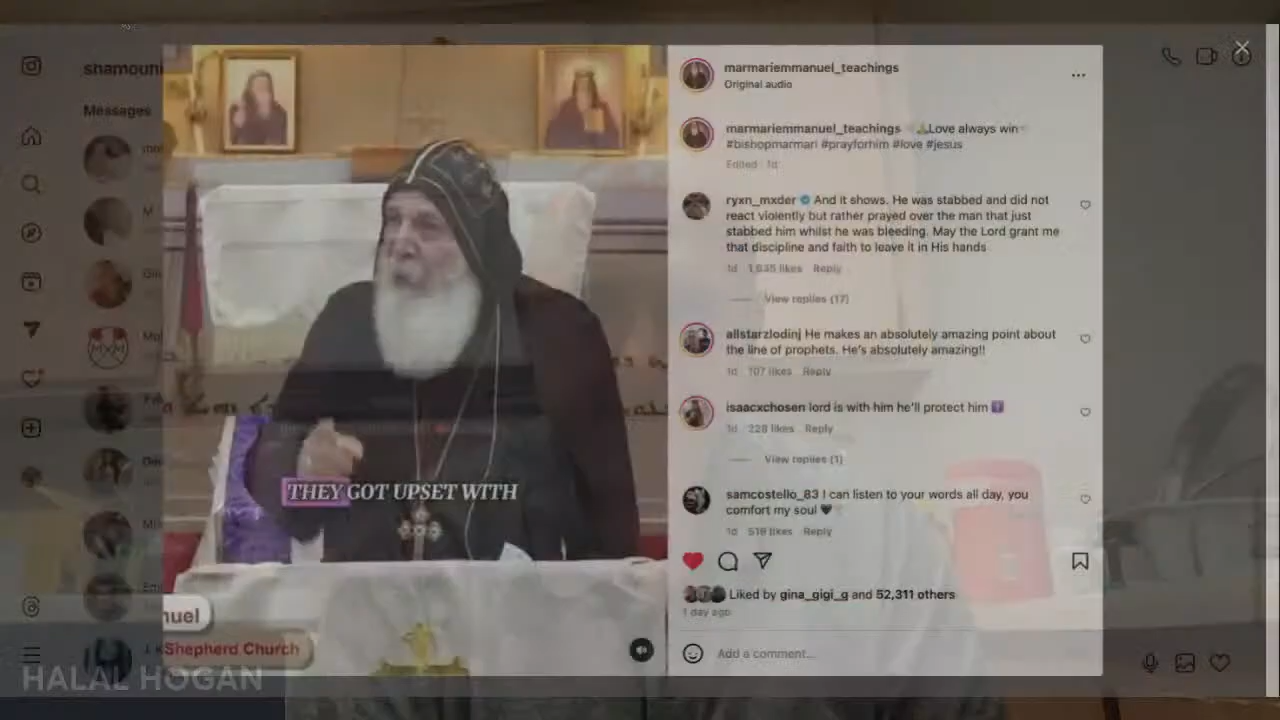 shamouni
Messages
THEY GOT UPSET WITH
Shepherd Church
HALAL HOGAN
marmariemmanuel_teachings
Original audio
marmariemmanuel_teachings 🙏Love always win
#bishopmarmari #prayforhim #love #jesus
Edited · 1d
ryxn_mxder And it shows. He was stabbed and did not
react violently but rather prayed over the man that just
stabbed him whilst he was bleeding. May the Lord grant me
that discipline and faith to leave it in His hands
1d 1,635 likes Reply
View replies (17)
allstarzlodinj He makes an absolutely amazing point about
the line of prophets. He's absolutely amazing!!
1d 107 likes Reply
isaacxchosen lord is with him he'll protect him ✝️
1d 228 likes Reply
View replies (1)
samcostello_83 I can listen to your words all day, you
comfort my soul 🖤
1d 518 likes Reply
Liked by gina_gigi_g and 52,311 others
1 day ago
Add a comment...